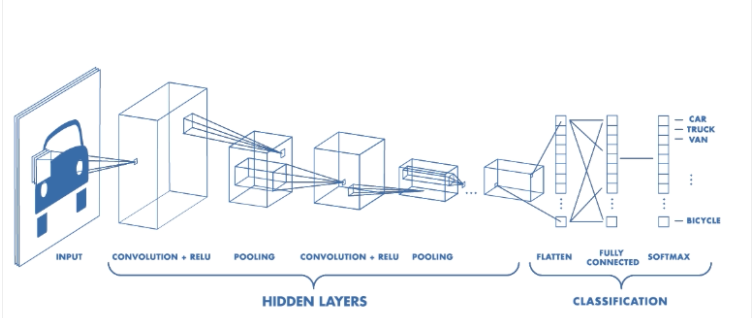 CAR
TRUCK
VAN
BICYCLE
INPUT
CONVOLUTION + RELU
POOLING
CONVOLUTION + RELU
POOLING
FLATTEN
FULLY
CONNECTED
SOFTMAX
HIDDEN LAYERS
CLASSIFICATION